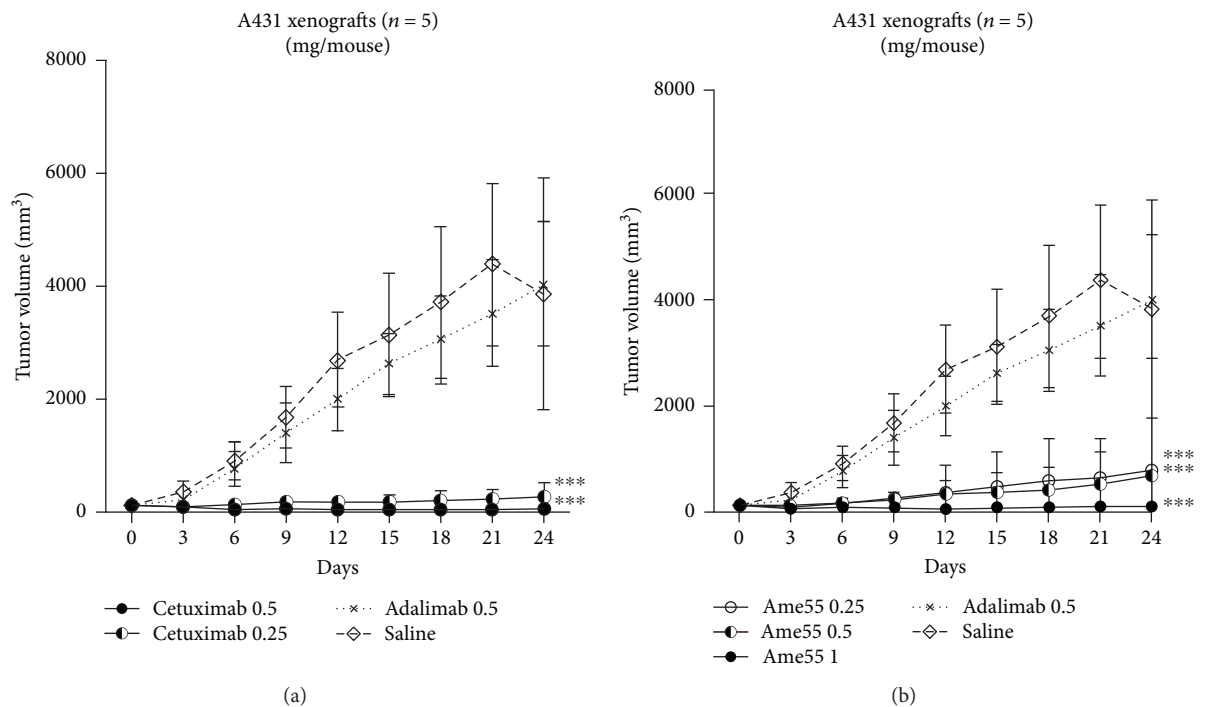 A431 xenografts (n = 5)
(mg/mouse)
8000
6000
4000
2000
0
Tumor volume (mm³)
***
***
0 3 6 9 12 15 18 21 24
Days
Cetuximab 0.5
Cetuximab 0.25
Adalimab 0.5
Saline
(a)
A431 xenografts (n = 5)
(mg/mouse)
8000
6000
4000
2000
0
Tumor volume (mm³)
***
***
***
0 3 6 9 12 15 18 21 24
Days
Ame55 0.25
Ame55 0.5
Ame55 1
Adalimab 0.5
Saline
(b)